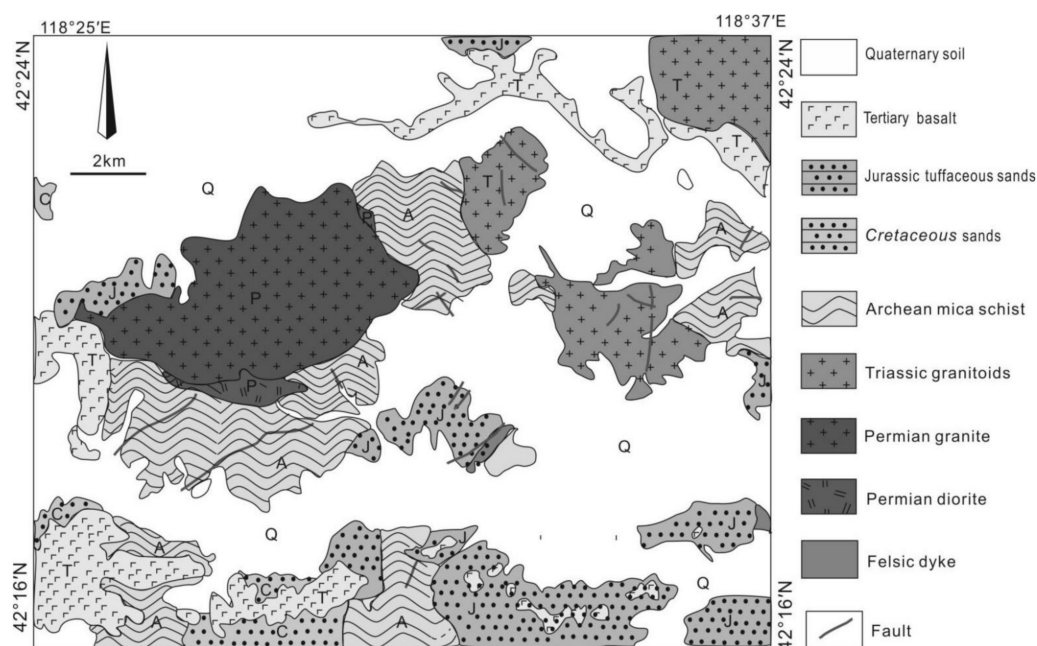 118°25′E
118°37′E
42°24′N
42°24′N
2km
J
T
T
T
C
Q
P
A
T
Q
A
J
P
T
A
T
P
A
J
J
J
A
Q
C
Q
A
J
J
T
C
T
J
Q
A
C
A
J
42°16′N
42°16′N
Quaternary soil
Tertiary basalt
Jurassic tuffaceous sands
Cretaceous sands
Archean mica schist
Triassic granitoids
Permian granite
Permian diorite
Felsic dyke
Fault